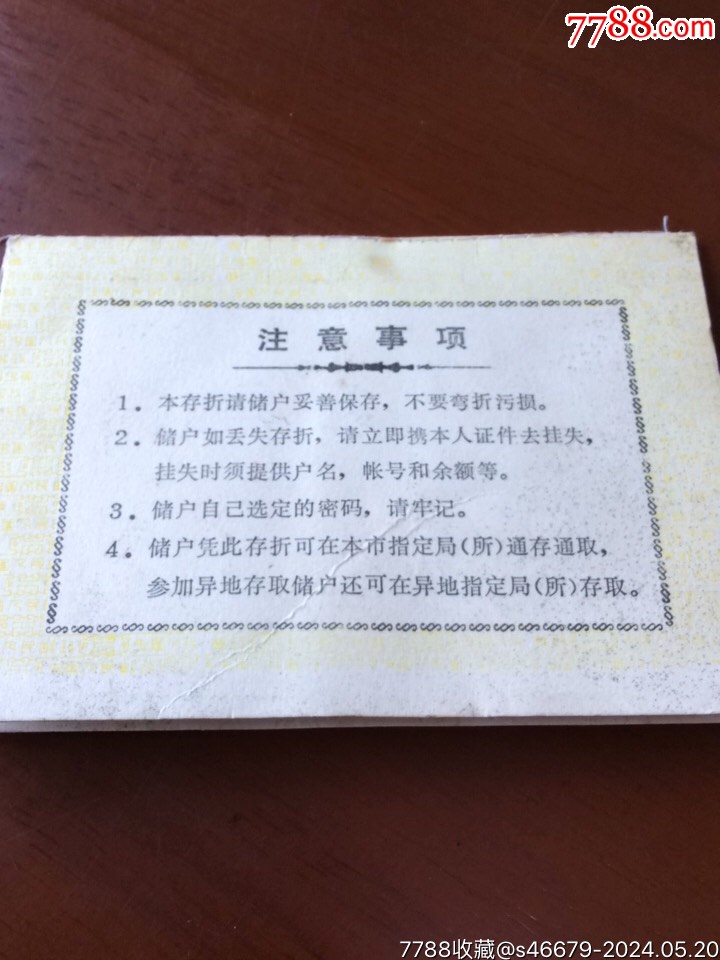 7788.com
注意事项
1．本存折请储户妥善保存，不要弯折污损。
2．储户如丢失存折，请立即携本人证件去挂失，
挂失时须提供户名，帐号和余额等。
3．储户自己选定的密码，请牢记。
4．储户凭此存折可在本市指定局(所)通存通取，
参加异地存取储户还可在异地指定局(所)存取。
7788收藏@s46679-2024.05.20